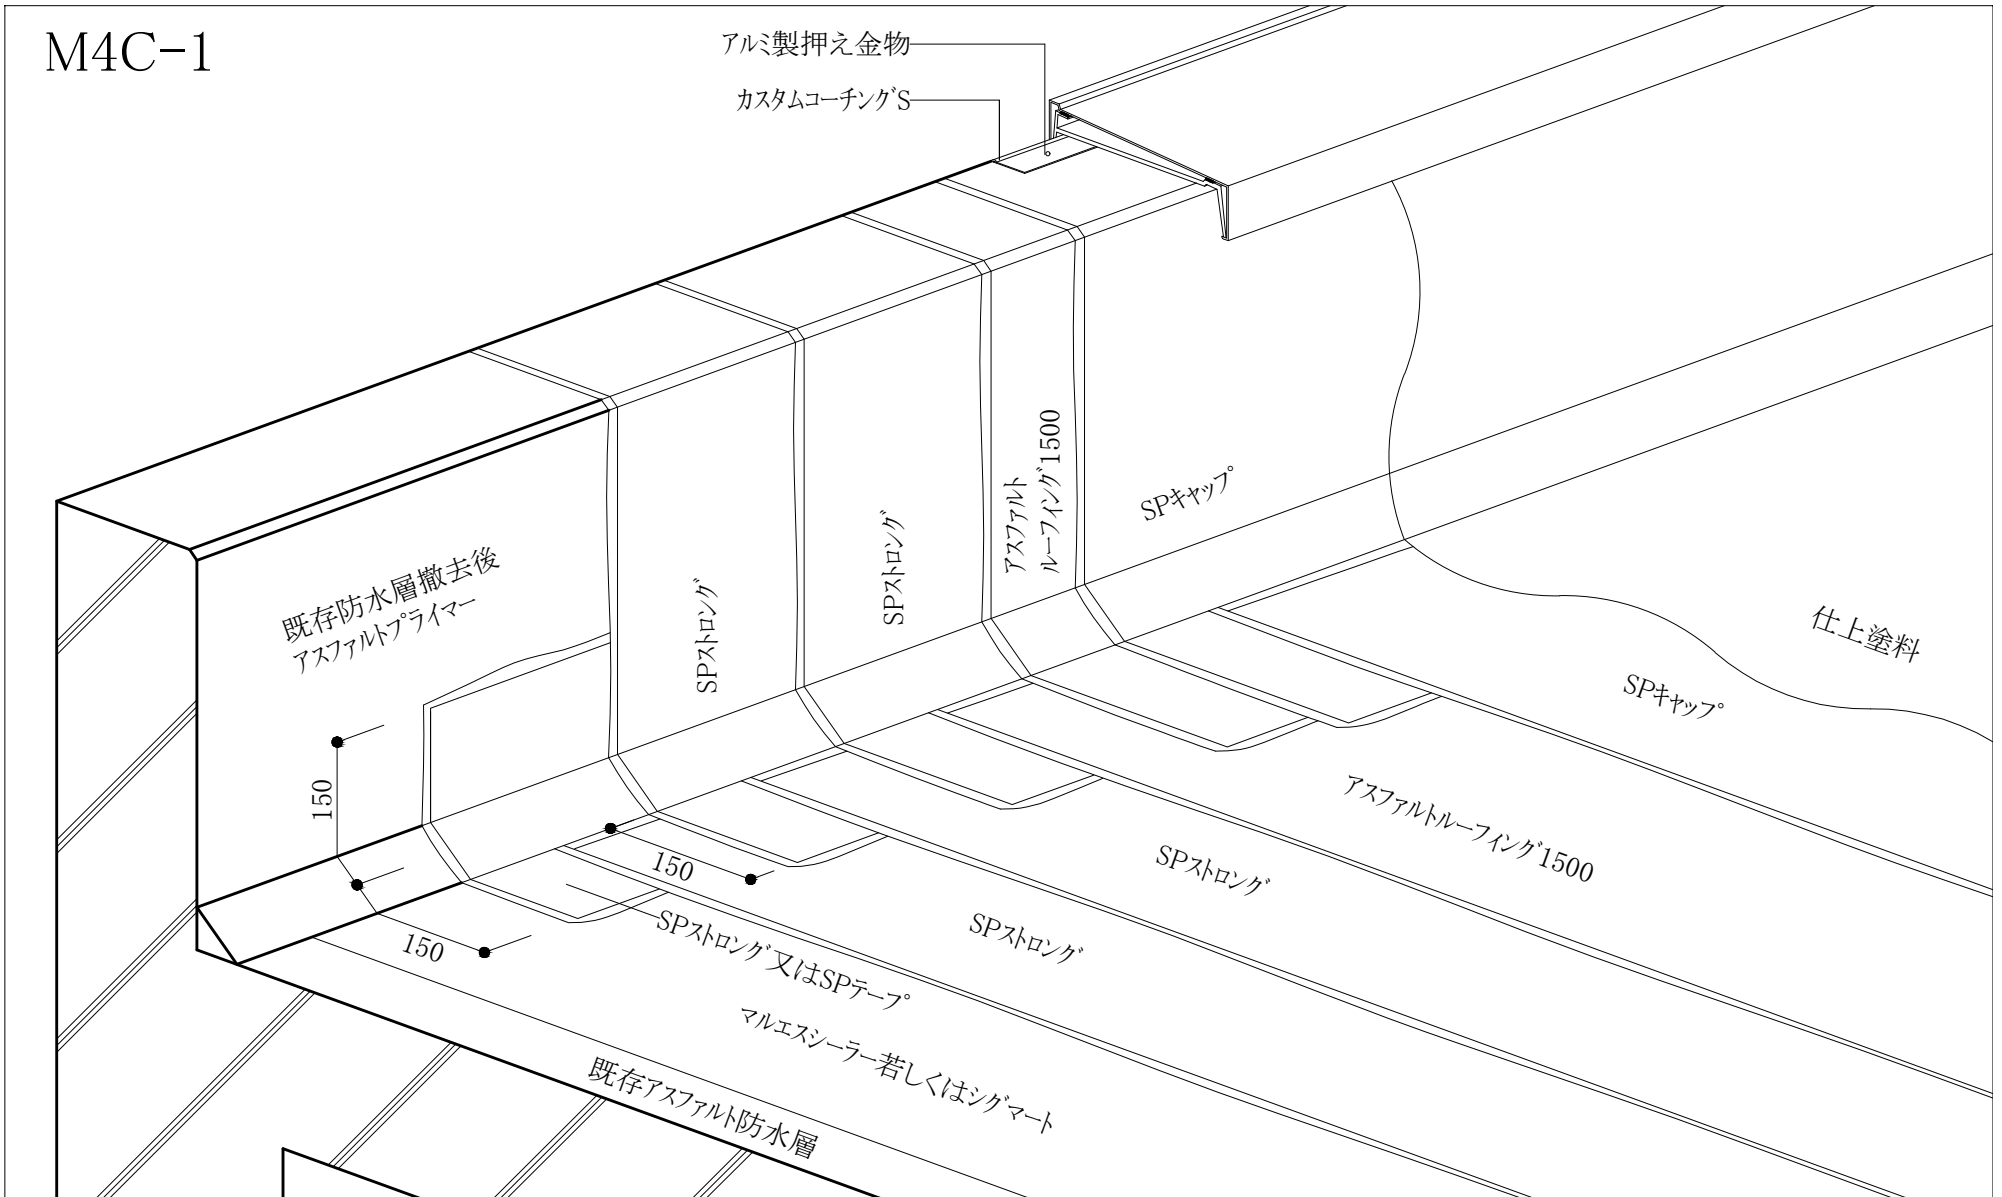 M4C-1
アルミ製押え金物
カスタムコーチングS
既存防水層撤去後
アスファルトプライマー
SPストロング
SPストロング
アスファルト
ルーフィング1500
SPキャップ
仕上塗料
SPキャップ
アスファルトルーフィング1500
SPストロング
SPストロング
SPストロング又はSPテープ
マルエスシーラー若しくはシグマート
既存アスファルト防水層
150
150
150